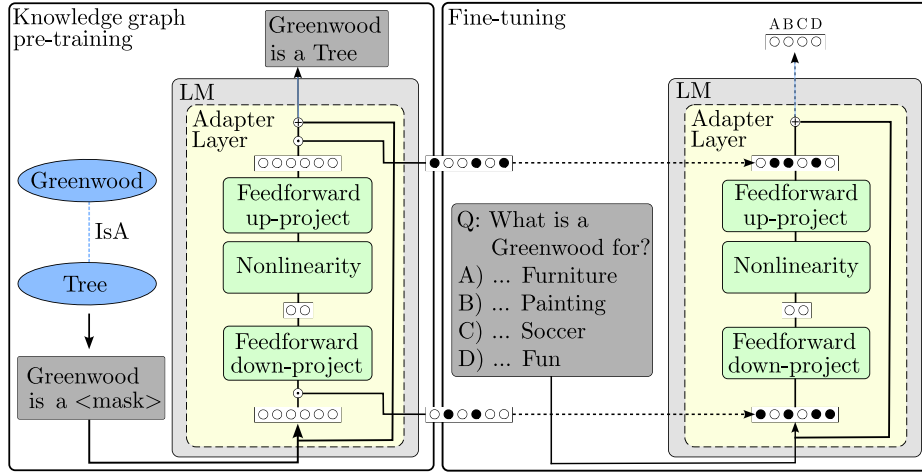 Knowledge graph
pre-training
Greenwood
is a Tree
LM
Adapter
Layer
Greenwood
IsA
Tree
Feedforward
up-project
Nonlinearity
Feedforward
down-project
Greenwood
is a <mask>
Fine-tuning
A B C D
LM
Adapter
Layer
Q: What is a
Greenwood for?
A) ... Furniture
B) ... Painting
C) ... Soccer
D) ... Fun
Feedforward
up-project
Nonlinearity
Feedforward
down-project